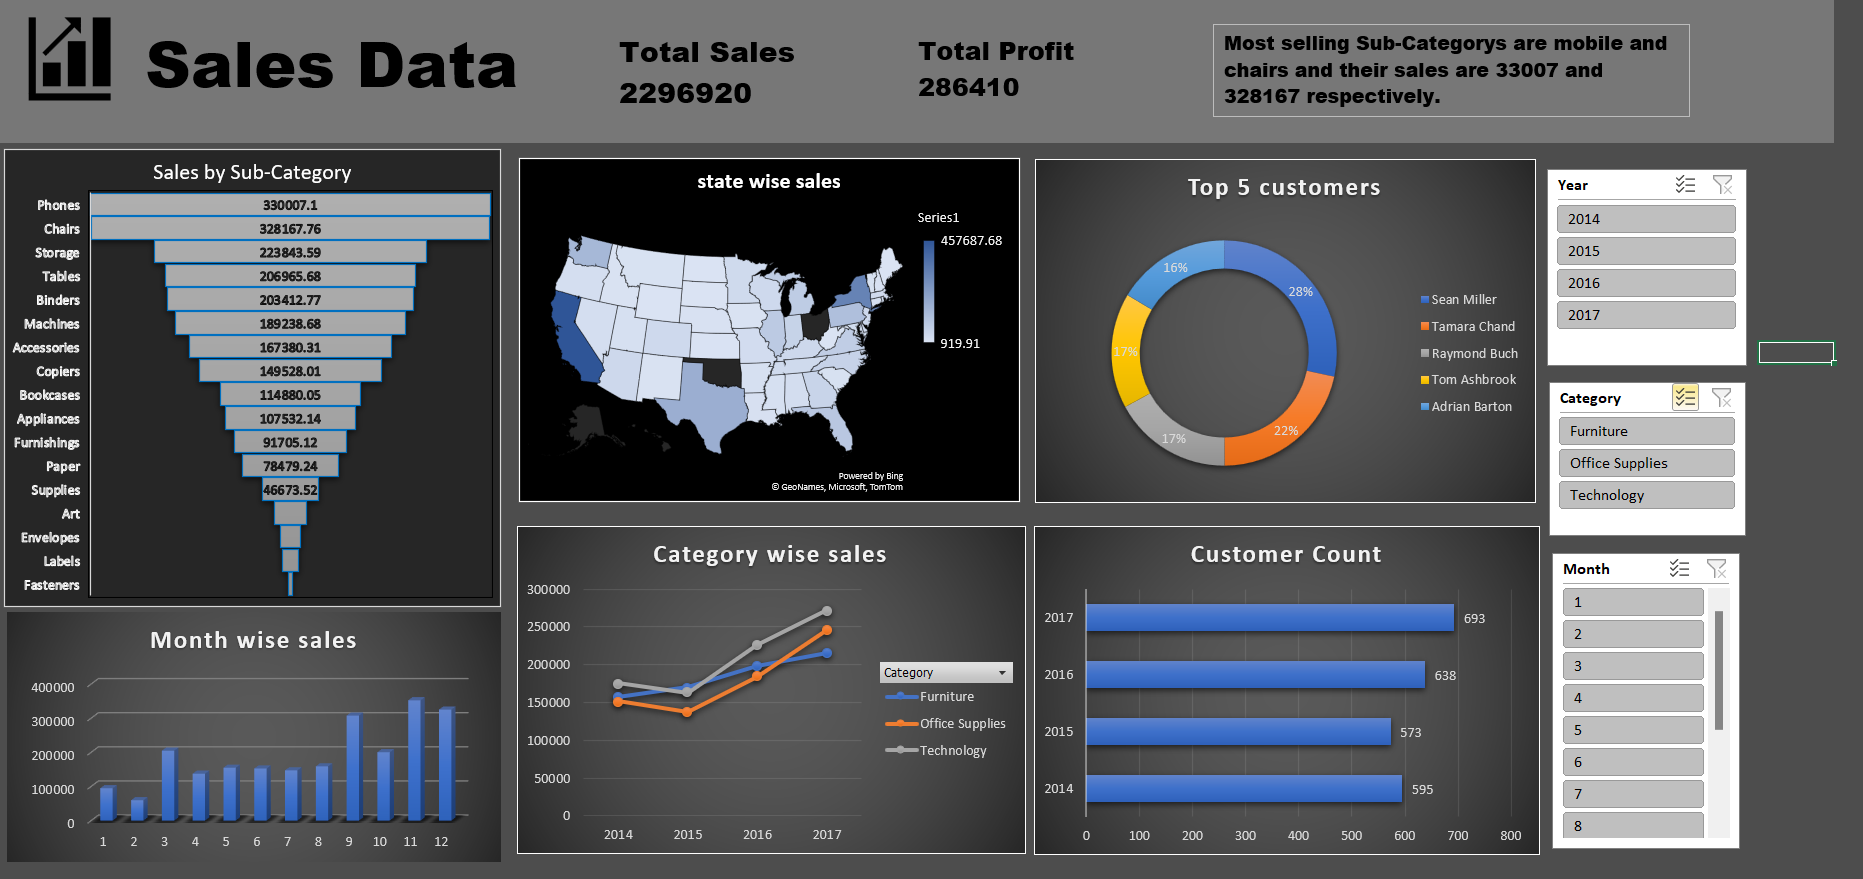 Sales Data
Total Sales
2296920
Total Profit
286410
Most selling Sub-Categorys are mobile and
chairs and their sales are 33007 and
328167 respectively.
Sales by Sub-Category
Phones 330007.1
Chairs 328167.76
Storage 223843.59
Tables 206965.68
Binders 203412.77
Machines 189238.68
Accessories 167380.31
Copiers 149528.01
Bookcases 114880.05
Appliances 107532.14
Furnishings 91705.12
Paper 78479.24
Supplies 46673.52
Art
Envelopes
Labels
Fasteners
state wise sales
Series1
457687.68
919.91
Powered by Bing
© GeoNames, Microsoft, TomTom
Top 5 customers
28%
22%
17%
17%
16%
Sean Miller
Tamara Chand
Raymond Buch
Tom Ashbrook
Adrian Barton
Year
2014
2015
2016
2017
Category
Furniture
Office Supplies
Technology
Month
1
2
3
4
5
6
7
8
Month wise sales
400000
300000
200000
100000
0
1 2 3 4 5 6 7 8 9 10 11 12
Category wise sales
300000
250000
200000
150000
100000
50000
0
2014 2015 2016 2017
Category
Furniture
Office Supplies
Technology
Customer Count
2017 693
2016 638
2015 573
2014 595
0 100 200 300 400 500 600 700 800